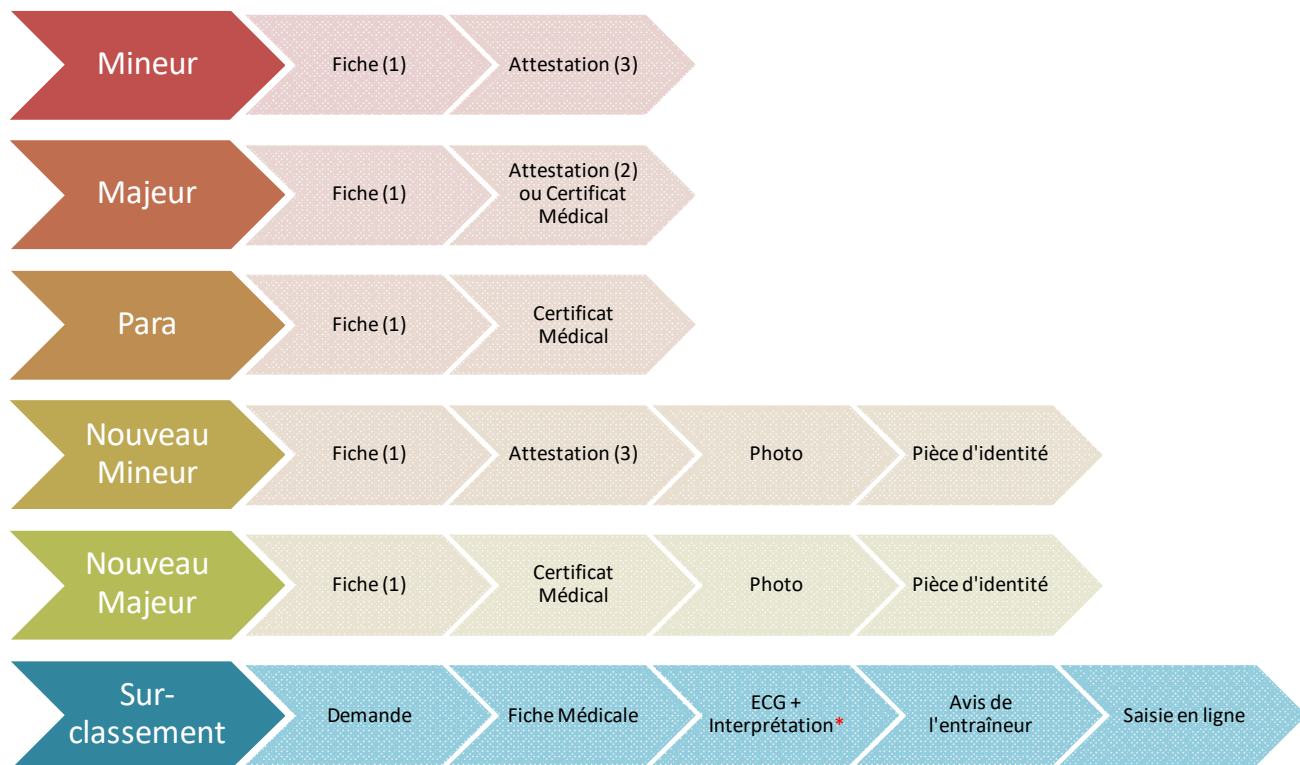 Mineur
Fiche (1)
Attestation (3)
Majeur
Fiche (1)
Attestation (2)
ou Certificat
Médical
Para
Fiche (1)
Certificat
Médical
Nouveau
Mineur
Fiche (1)
Attestation (3)
Photo
Pièce d'identité
Nouveau
Majeur
Fiche (1)
Certificat
Médical
Photo
Pièce d'identité
Sur-
classement
Demande
Fiche Médicale
ECG +
Interprétation*
Avis de
l'entraîneur
Saisie en ligne